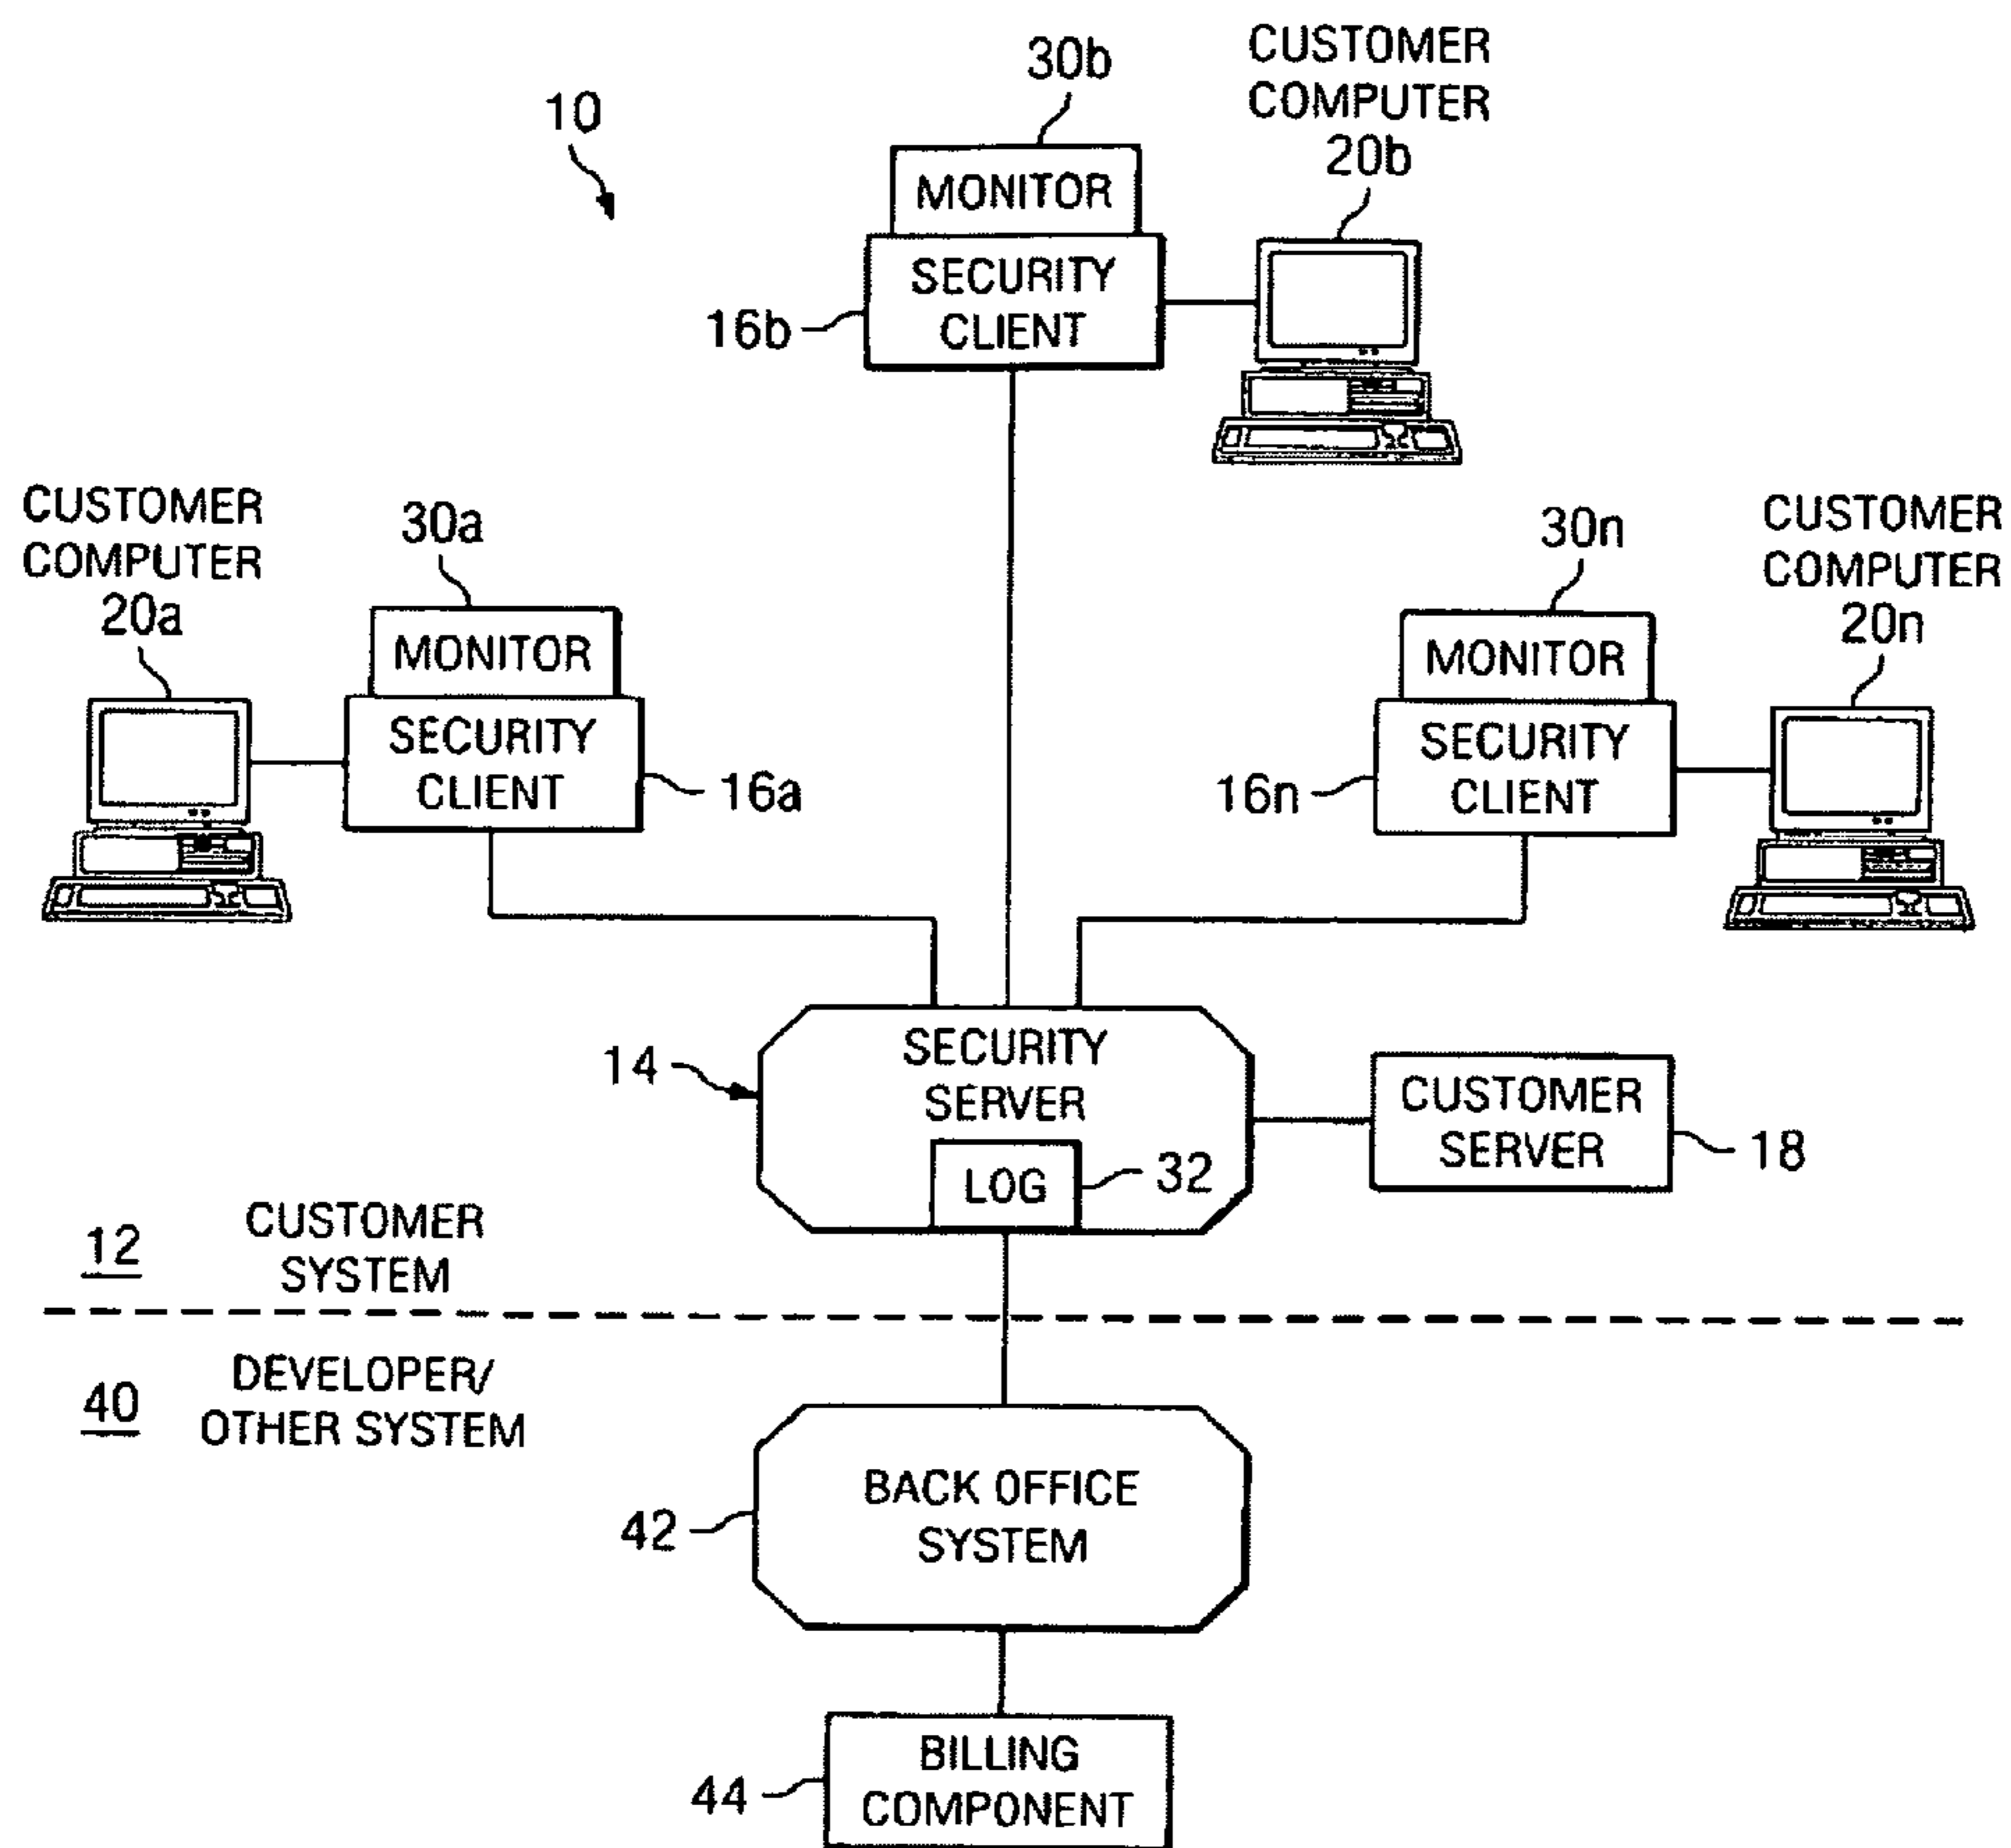 10
30b
CUSTOMER
COMPUTER
20b
MONITOR
SECURITY
CLIENT
16b
CUSTOMER
COMPUTER
20a
30a
MONITOR
SECURITY
CLIENT
16a
30n
CUSTOMER
COMPUTER
20n
MONITOR
SECURITY
CLIENT
16n
14
SECURITY
SERVER
LOG
32
CUSTOMER
SERVER
18
12
CUSTOMER
SYSTEM
40
DEVELOPER/
OTHER SYSTEM
42
BACK OFFICE
SYSTEM
44
BILLING
COMPONENT